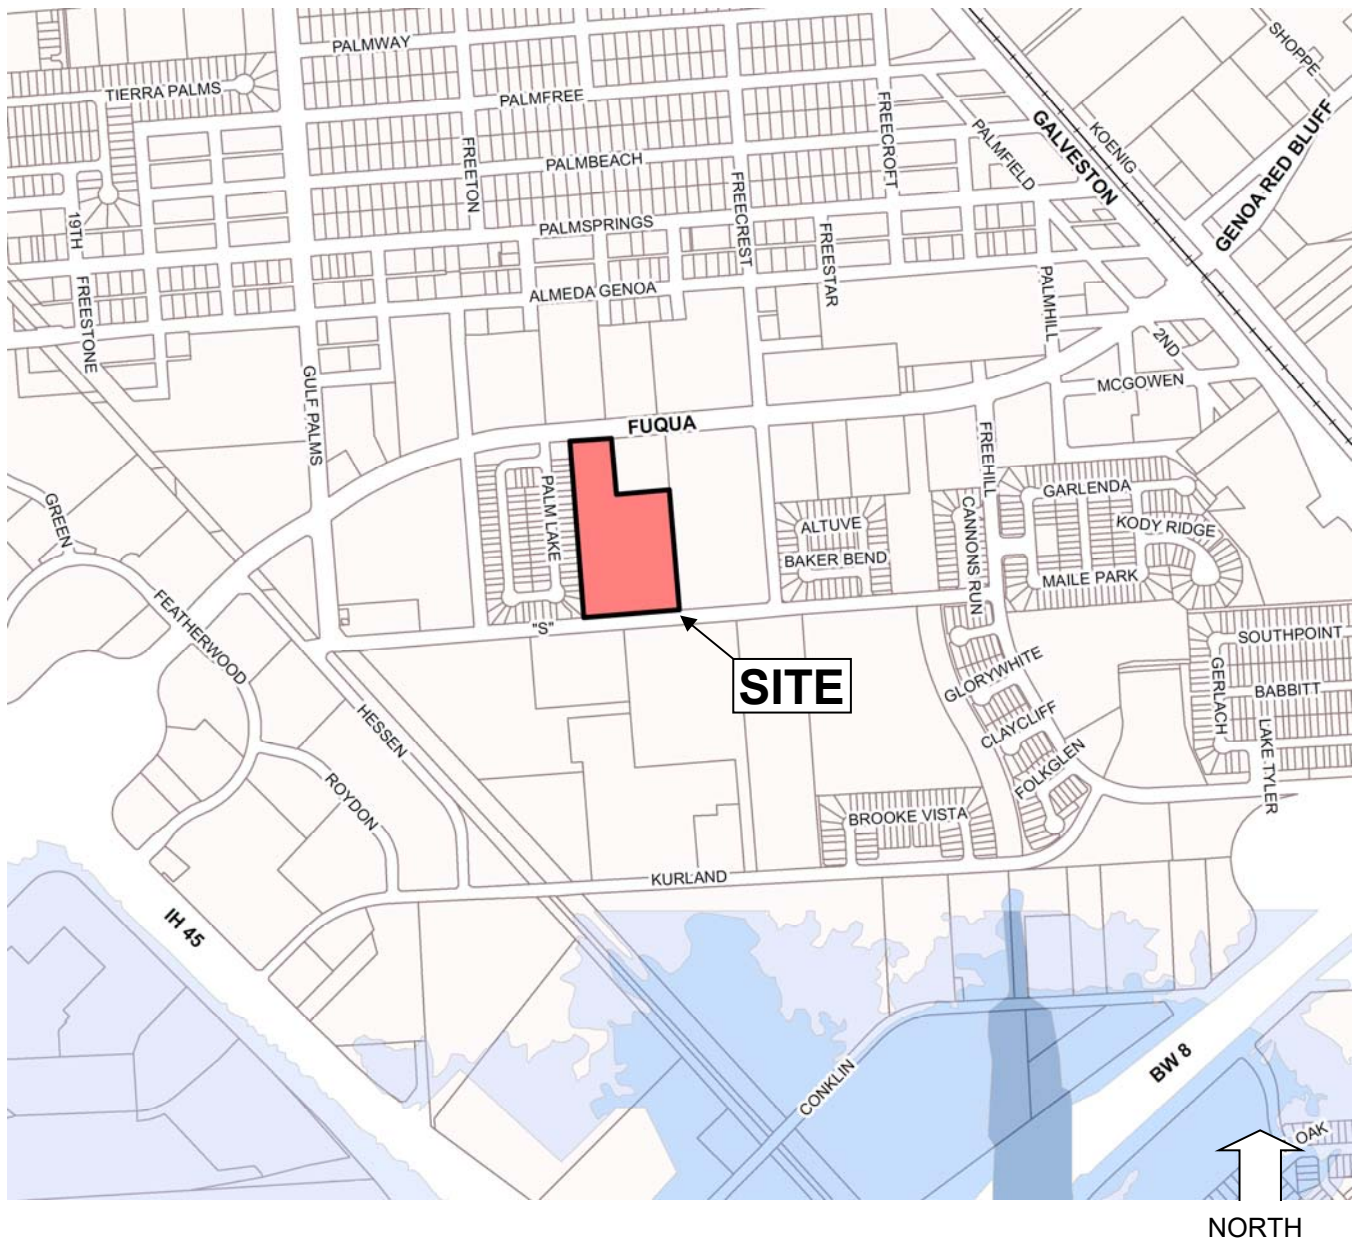 SHOPPE
PALMWAY
TIERRA PALMS
PALMFREE
FREECROFT
KOENIG
GENOA RED BLUFF
GALVESTON
PALMFIELD
FREETON
PALMBEACH
FREECREST
19TH
PALMSPRINGS
FREESTAR
FREESTONE
ALMEDA GENOA
PALMHILL
2ND
GULF PALMS
MCGOWEN
FUQUA
FREEHILL
GREEN
PALM LAKE
CANNONS RUN
GARLENDA
ALTUVE
KODY RIDGE
BAKER BEND
MAILE PARK
FEATHERWOOD
"S"
SOUTHPOINT
SITE
GLORYWHITE
GERLACH
BABBITT
HESSEN
CLAYCLIFF
LAKE TYLER
FOLKGLEN
ROYDON
BROOKE VISTA
KURLAND
IH 45
BW 8
CONKLIN
OAK
NORTH